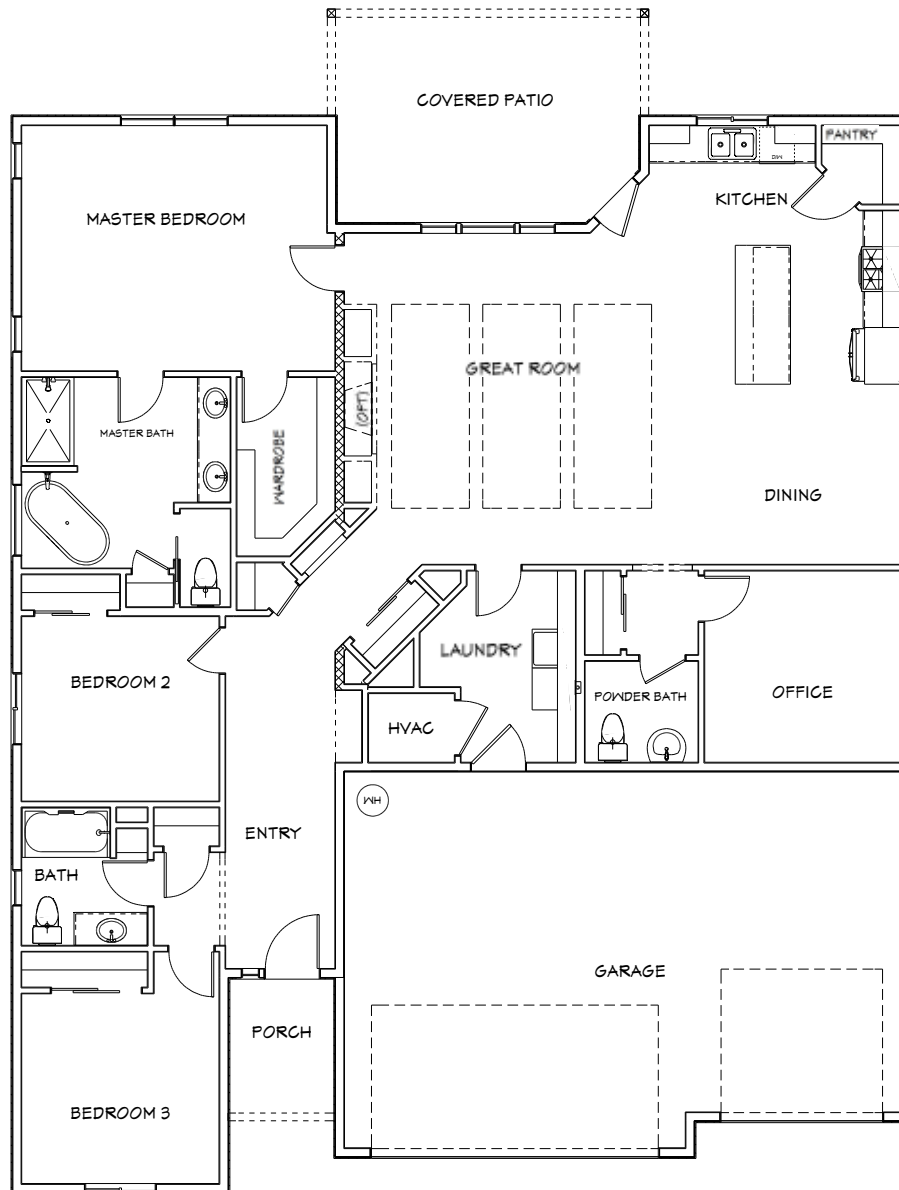 COVERED PATIO
PANTRY
DW
KITCHEN
MASTER BEDROOM
GREAT ROOM
(OPT)
MASTER BATH
WARDROBE
DINING
LAUNDRY
BEDROOM 2
POWDER BATH
OFFICE
HVAC
WH
ENTRY
BATH
GARAGE
PORCH
BEDROOM 3